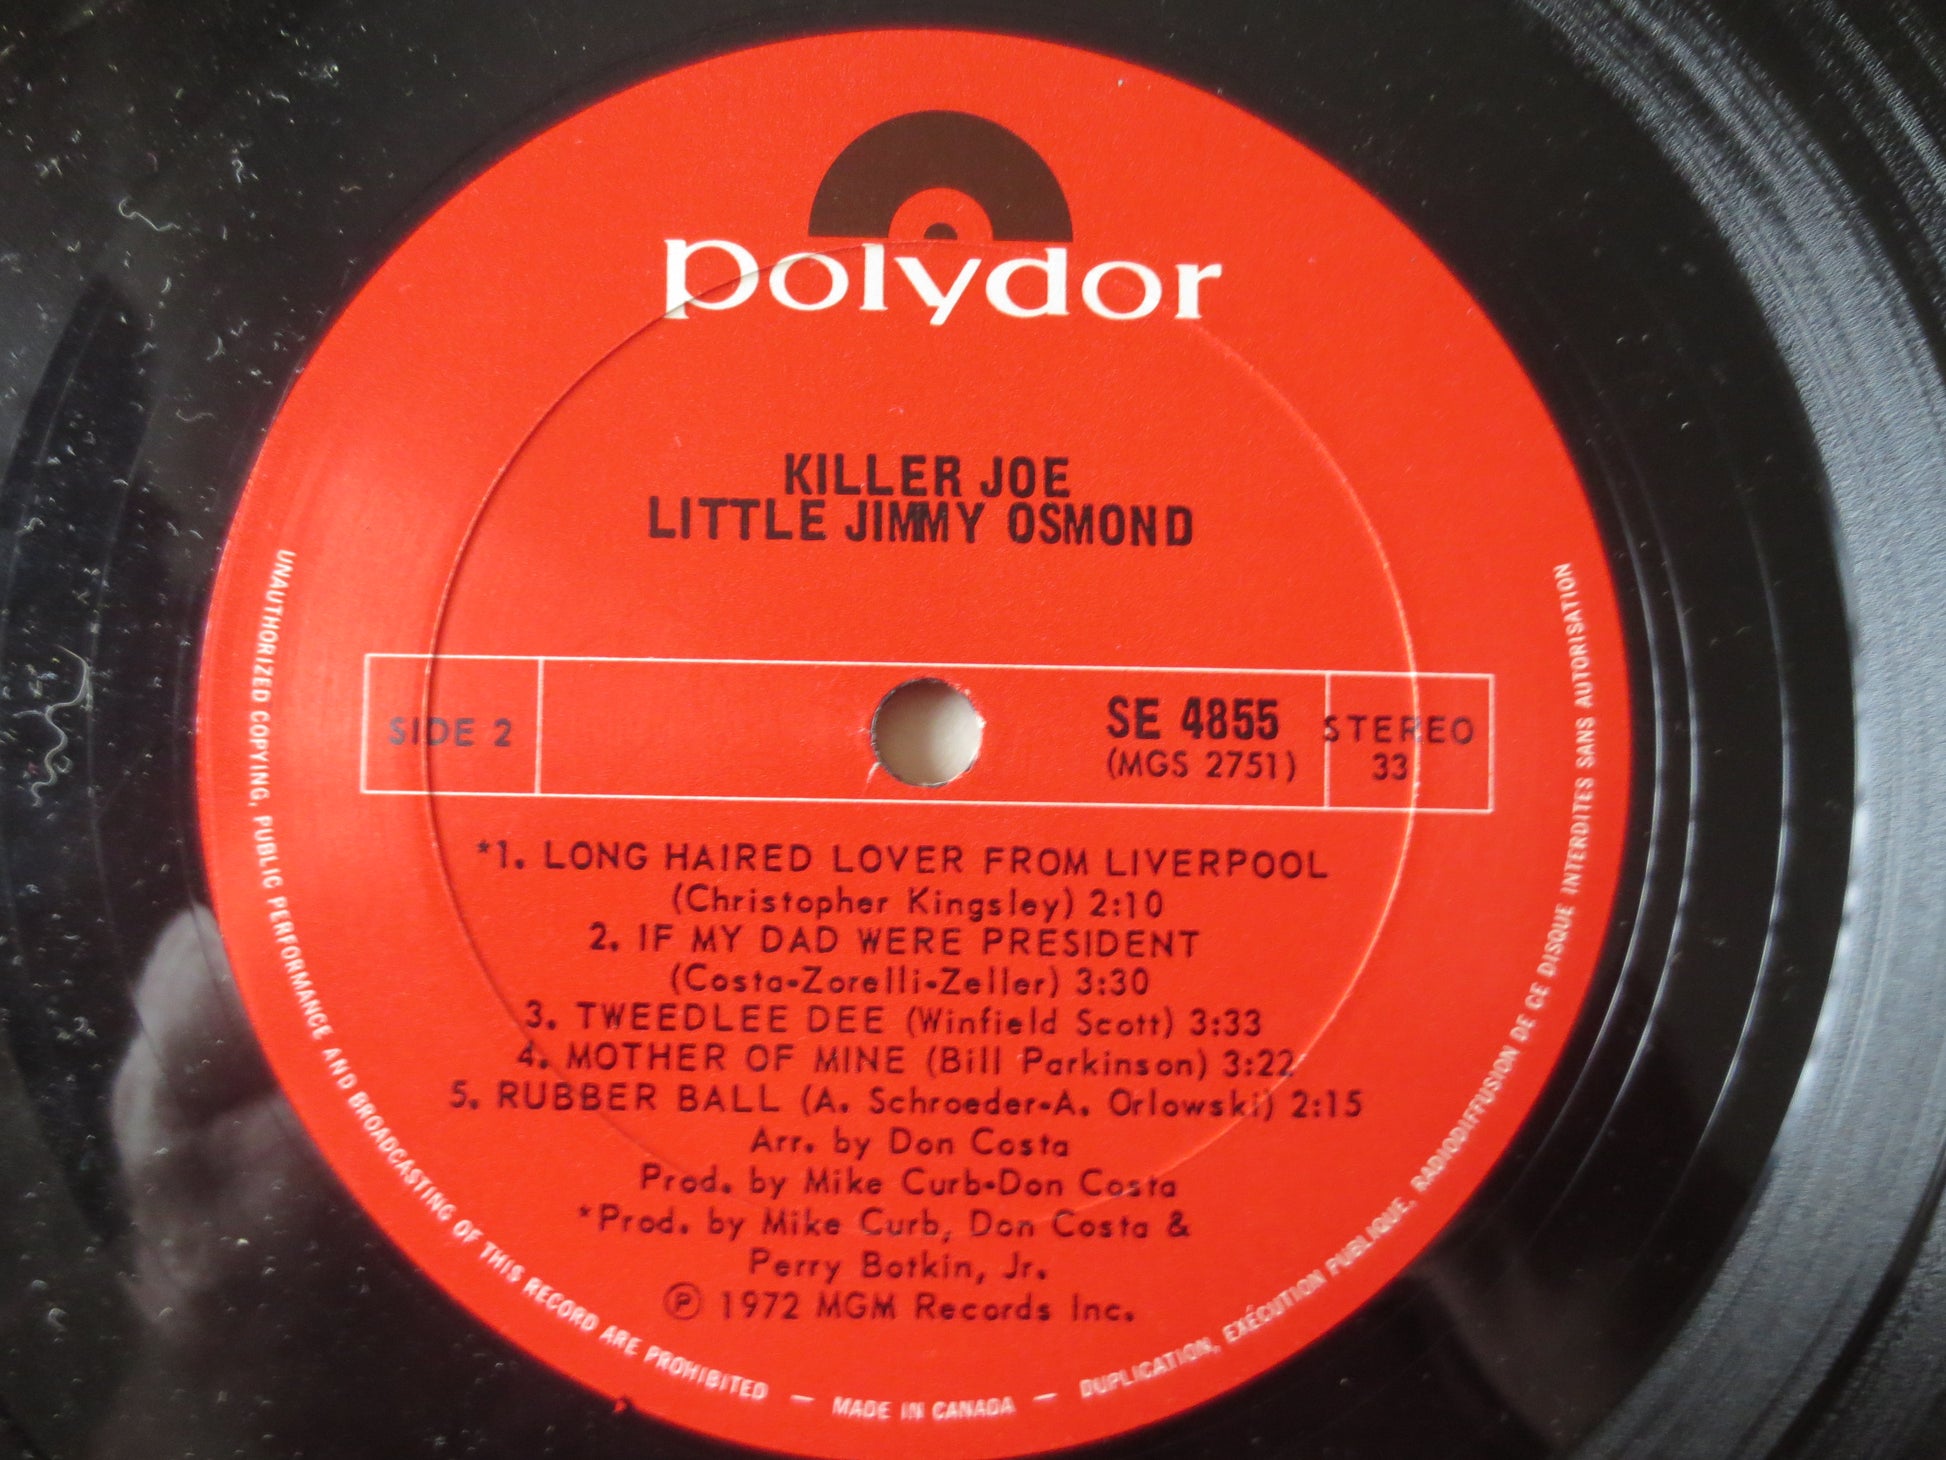 polydor
KILLER JOE
LITTLE JIMMY OSMOND
SIDE 2
SE 4855
(MGS 2751)
STEREO
33
*1. LONG HAIRED LOVER FROM LIVERPOOL
(Christopher Kingsley) 2:10
2. IF MY DAD WERE PRESIDENT
(Costa-Zorelli-Zeller) 3:30
3. TWEEDLEE DEE (Winfield Scott) 3:33
4. MOTHER OF MINE (Bill Parkinson) 3:22
5. RUBBER BALL (A. Schroeder-A. Orlowski) 2:15
Arr. by Don Costa
Prod. by Mike Curb-Don Costa
*Prod. by Mike Curb, Don Costa &
Perry Botkin, Jr.
℗ 1972 MGM Records Inc.
UNAUTHORIZED COPYING, PUBLIC PERFORMANCE AND BROADCASTING OF THIS RECORD ARE PROHIBITED — MADE IN CANADA — DUPLICATION, EXÉCUTION PUBLIQUE, RADIODIFFUSION DE CE DISQUE INTERDITES SANS AUTORISATION